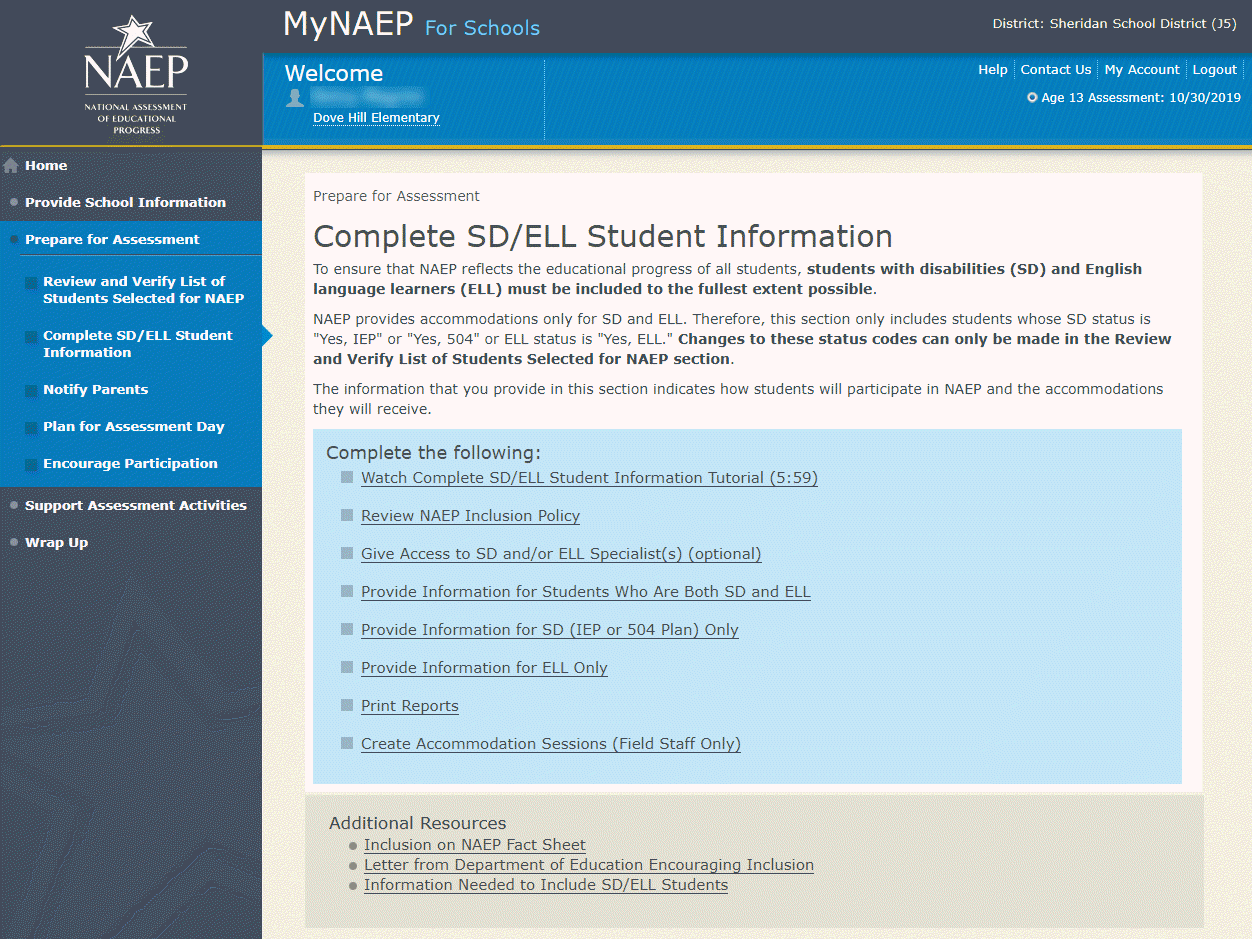 MyNAEP For Schools
District: Sheridan School District (J5)
NAEP
NATIONAL ASSESSMENT
OF EDUCATIONAL
PROGRESS
Welcome
Dove Hill Elementary
Help
Contact Us
My Account
Logout
Age 13 Assessment: 10/30/2019
Home
Provide School Information
Prepare for Assessment
Review and Verify List of
Students Selected for NAEP
Complete SD/ELL Student
Information
Notify Parents
Plan for Assessment Day
Encourage Participation
Support Assessment Activities
Wrap Up
Prepare for Assessment
Complete SD/ELL Student Information
To ensure that NAEP reflects the educational progress of all students, students with disabilities (SD) and English
language learners (ELL) must be included to the fullest extent possible.
NAEP provides accommodations only for SD and ELL. Therefore, this section only includes students whose SD status is
"Yes, IEP" or "Yes, 504" or ELL status is "Yes, ELL." Changes to these status codes can only be made in the Review
and Verify List of Students Selected for NAEP section.
The information that you provide in this section indicates how students will participate in NAEP and the accommodations
they will receive.
Complete the following:
Watch Complete SD/ELL Student Information Tutorial (5:59)
Review NAEP Inclusion Policy
Give Access to SD and/or ELL Specialist(s) (optional)
Provide Information for Students Who Are Both SD and ELL
Provide Information for SD (IEP or 504 Plan) Only
Provide Information for ELL Only
Print Reports
Create Accommodation Sessions (Field Staff Only)
Additional Resources
Inclusion on NAEP Fact Sheet
Letter from Department of Education Encouraging Inclusion
Information Needed to Include SD/ELL Students